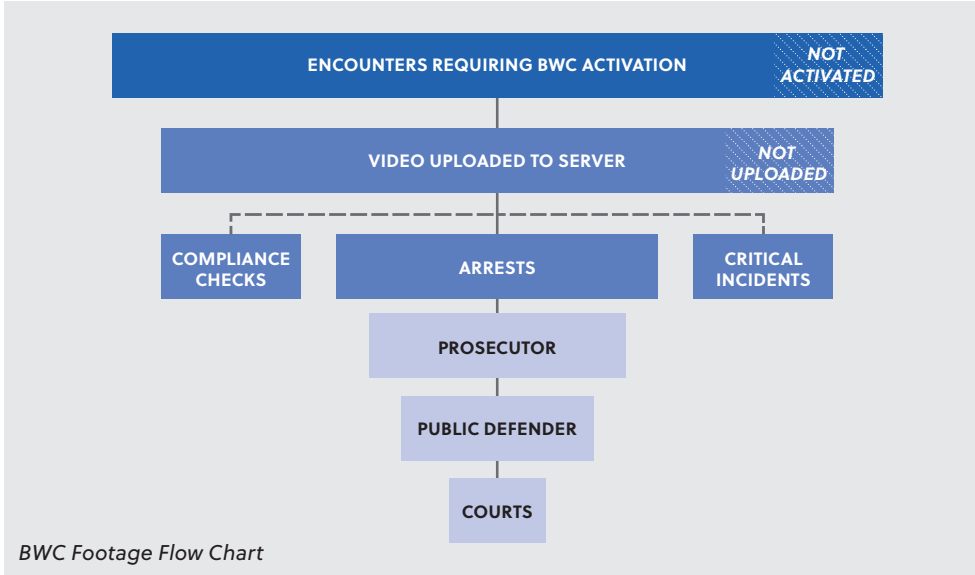 ENCOUNTERS REQUIRING BWC ACTIVATION
NOT
ACTIVATED
VIDEO UPLOADED TO SERVER
NOT
UPLOADED
COMPLIANCE
CHECKS
ARRESTS
CRITICAL
INCIDENTS
PROSECUTOR
PUBLIC DEFENDER
COURTS
BWC Footage Flow Chart